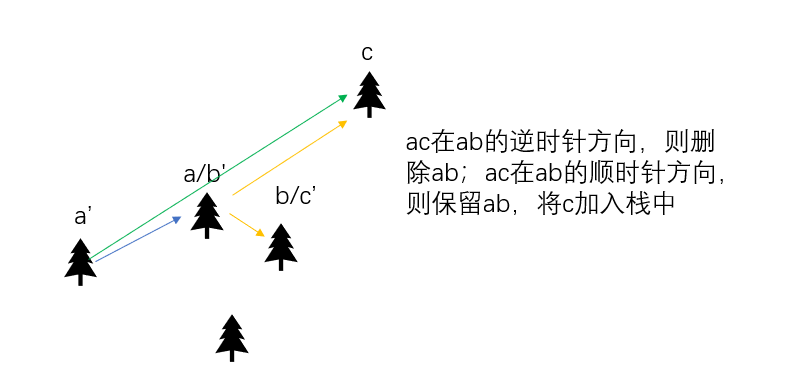 c
a/b'
b/c'
a'
ac在ab的逆时针方向，则删
除ab；ac在ab的顺时针方向，
则保留ab，将c加入栈中